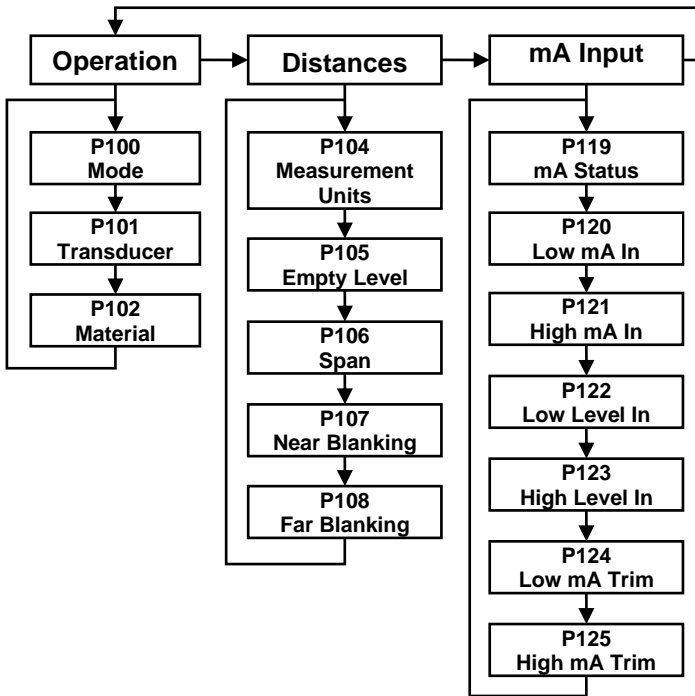 Operation
Distances
mA Input
P100
Mode
P101
Transducer
P102
Material
P104
Measurement
Units
P105
Empty Level
P106
Span
P107
Near Blanking
P108
Far Blanking
P119
mA Status
P120
Low mA In
P121
High mA In
P122
Low Level In
P123
High Level In
P124
Low mA Trim
P125
High mA Trim